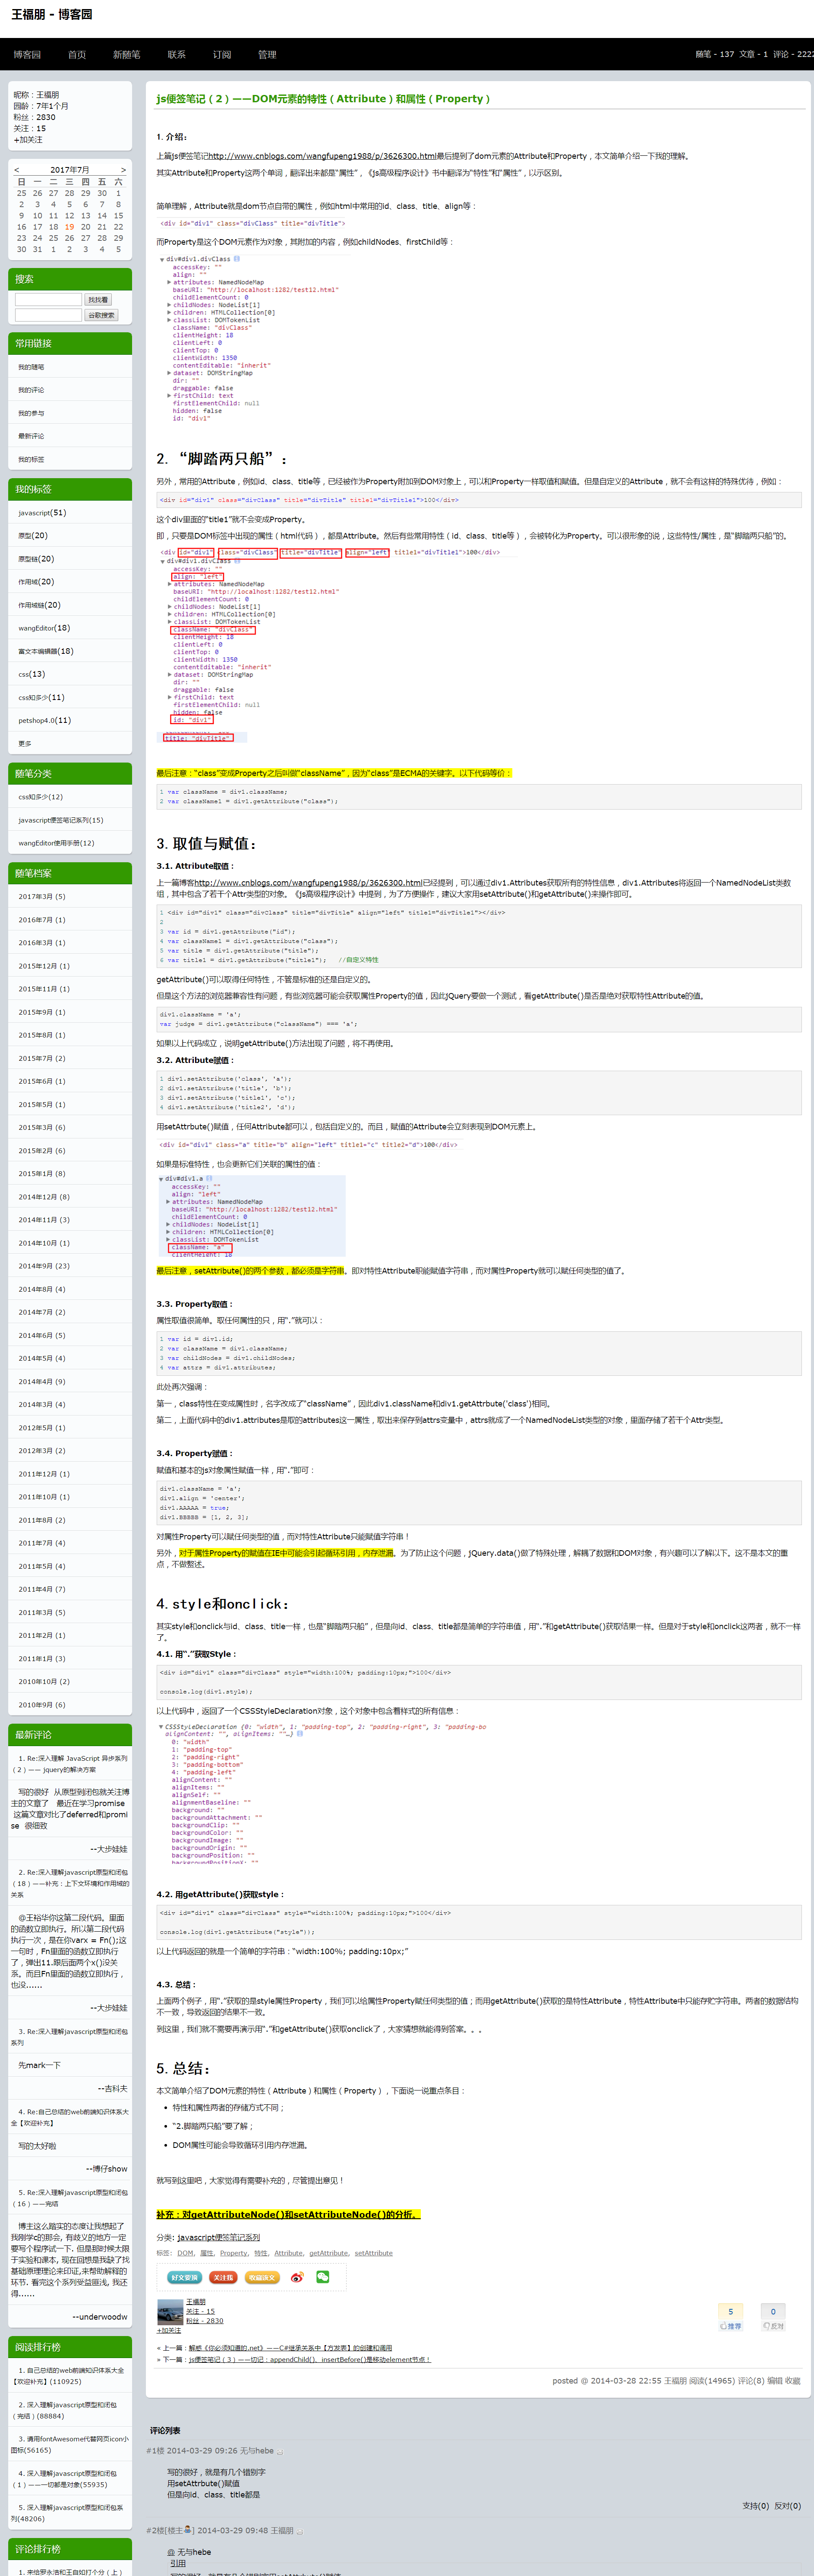 王福朋 - 博客园
博客园 首页 新随笔 联系 订阅 管理
随笔 - 137 文章 - 1 评论 - 2222
昵称：王福朋
园龄：7年1个月
粉丝：2830
关注：15
+加关注
< 2017年7月 >
日 一 二 三 四 五 六
25 26 27 28 29 30 1
2 3 4 5 6 7 8
9 10 11 12 13 14 15
16 17 18 19 20 21 22
23 24 25 26 27 28 29
30 31 1 2 3 4 5
搜索
找找看
谷歌搜索
常用链接
我的随笔
我的评论
我的参与
最新评论
我的标签
我的标签
javascript(51)
原型(20)
原型链(20)
作用域(20)
作用域链(20)
wangEditor(18)
富文本编辑器(18)
css(13)
css知多少(11)
petshop4.0(11)
更多
随笔分类
css知多少(12)
javascript便签笔记系列(15)
wangEditor使用手册(12)
随笔档案
2017年3月 (5)
2016年7月 (1)
2016年3月 (1)
2015年12月 (1)
2015年11月 (1)
2015年9月 (1)
2015年8月 (1)
2015年7月 (2)
2015年6月 (1)
2015年5月 (1)
2015年3月 (6)
2015年2月 (6)
2015年1月 (8)
2014年12月 (8)
2014年11月 (3)
2014年10月 (1)
2014年9月 (23)
2014年8月 (4)
2014年7月 (2)
2014年6月 (5)
2014年5月 (4)
2014年4月 (9)
2014年3月 (4)
2012年5月 (1)
2012年3月 (2)
2011年12月 (1)
2011年10月 (1)
2011年8月 (2)
2011年7月 (4)
2011年5月 (4)
2011年4月 (7)
2011年3月 (5)
2011年2月 (1)
2011年1月 (3)
2010年10月 (2)
2010年9月 (6)
最新评论
1. Re:深入理解 JavaScript 异步系列
（2）—— jquery的解决方案
写的很好 从原型到闭包就关注博
主的文章了 最近在学习promise
这篇文章对比了deferred和promi
se 很细致
--大步娃娃
2. Re:深入理解javascript原型和闭包
（18）——补充：上下文环境和作用域的
关系
@王裕华你这第二段代码。里面
的函数立即执行。所以第二段代码
执行一次，是在你varx = Fn();这
一句时，Fn里面的函数立即执行
了，弹出11.跟后面两个x()没关
系。而且Fn里面的函数立即执行，
也没......
--大步娃娃
3. Re:深入理解javascript原型和闭包
系列
先mark一下
--吉科夫
4. Re:自己总结的web前端知识体系大
全【欢迎补充】
写的太好啦
--博仔show
5. Re:深入理解javascript原型和闭包
（16）——完结
博主这么踏实的态度让我想起了
我刚学c的那会, 有歧义的地方一定
要写个程序试一下. 但是那时候大限
于实验和课本, 现在回想是我缺了找
基础原理理论来印证,来帮助解释的
环节. 看完这个系列受益匪浅, 我还
得......
--underwoodw
阅读排行榜
1. 自己总结的web前端知识体系大全
【欢迎补充】(110925)
2. 深入理解javascript原型和闭包
（完结）(88884)
3. 请用fontAwesome代替网页icon小
图标(56165)
4. 深入理解javascript原型和闭包
（1）——一切都是对象(55935)
5. 深入理解javascript原型和闭包系
列(48206)
评论排行榜
1. 来给罗永浩和王自如打个分（上）
js便签笔记（2）——DOM元素的特性（Attribute）和属性（Property）
1. 介绍：
上篇js便签笔记http://www.cnblogs.com/wangfupeng1988/p/3626300.html最后提到了dom元素的Attribute和Property，本文简单介绍一下我的理解。
其实Attribute和Property这两个单词，翻译出来都是“属性”，《js高级程序设计》书中翻译为“特性”和“属性”，以示区别。
简单理解，Attribute就是dom节点自带的属性，例如html中常用的id、class、title、align等：
<div id="div1" class="divClass" title="divTitle">
而Property是这个DOM元素作为对象，其附加的内容，例如childNodes、firstChild等：
div#div1.divClass
accessKey: ""
align: ""
attributes: NamedNodeMap
baseURI: "http://localhost:1282/test12.html"
childElementCount: 0
childNodes: NodeList[1]
children: HTMLCollection[0]
classList: DOMTokenList
className: "divClass"
clientHeight: 18
clientLeft: 0
clientTop: 0
clientWidth: 1350
contentEditable: "inherit"
dataset: DOMStringMap
dir: ""
draggable: false
firstChild: text
firstElementChild: null
hidden: false
id: "div1"
2. “脚踏两只船”：
另外，常用的Attribute，例如id、class、title等，已经被作为Property附加到DOM对象上，可以和Property一样取值和赋值。但是自定义的Attribute，就不会有这样的特殊优待，例如：
<div id="div1" class="divClass" title="divTitle" title1="divTitle1">100</div>
这个div里面的“title1”就不会变成Property。
即，只要是DOM标签中出现的属性（html代码），都是Attribute。然后有些常用特性（id、class、title等），会被转化为Property。可以很形象的说，这些特性/属性，是“脚踏两只船”的。
<div id="div1" class="divClass" title="divTitle" align="left" title1="divTitle1">100</div>
div#div1.divClass
accessKey: ""
align: "left"
attributes: NamedNodeMap
baseURI: "http://localhost:1282/test12.html"
childElementCount: 0
childNodes: NodeList[1]
children: HTMLCollection[0]
classList: DOMTokenList
className: "divClass"
clientHeight: 18
clientLeft: 0
clientTop: 0
clientWidth: 1350
contentEditable: "inherit"
dataset: DOMStringMap
dir: ""
draggable: false
firstChild: text
firstElementChild: null
hidden: false
id: "div1"
title: "divTitle"
最后注意：“class”变成Property之后叫做“className”，因为“class”是ECMA的关键字。以下代码等价：
1 var className = div1.className;
2 var className1 = div1.getAttribute("class");
3. 取值与赋值：
3.1. Attribute取值：
上一篇博客http://www.cnblogs.com/wangfupeng1988/p/3626300.html已经提到，可以通过div1.Attributes获取所有的特性信息，div1.Attributes将返回一个NamedNodeList类数
组，其中包含了若干个Attr类型的对象。《js高级程序设计》中提到，为了方便操作，建议大家用setAttribute()和getAttribute()来操作即可。
1 <div id="div1" class="divClass" title="divTitle" align="left" title1="divTitle1"></div>
2
3 var id = div1.getAttribute("id");
4 var className1 = div1.getAttribute("class");
5 var title = div1.getAttribute("title");
6 var title1 = div1.getAttribute("title1"); //自定义特性
getAttribute()可以取得任何特性，不管是标准的还是自定义的。
但是这个方法的浏览器兼容性有问题，有些浏览器可能会获取属性Property的值，因此jQuery要做一个测试，看getAttribute()是否是绝对获取特性Attribute的值。
div1.className = 'a';
var judge = div1.getAttribute("className") === 'a';
如果以上代码成立，说明getAttribute()方法出现了问题，将不再使用。
3.2. Attribute赋值：
1 div1.setAttribute('class', 'a');
2 div1.setAttribute('title', 'b');
3 div1.setAttribute('title1', 'c');
4 div1.setAttribute('title2', 'd');
用setAttrbute()赋值，任何Attribute都可以，包括自定义的。而且，赋值的Attribute会立刻表现到DOM元素上。
<div id="div1" class="a" title="b" align="left" title1="c" title2="d">100</div>
如果是标准特性，也会更新它们关联的属性的值：
div#div1.a
accessKey: ""
align: "left"
attributes: NamedNodeMap
baseURI: "http://localhost:1282/test12.html"
childElementCount: 0
childNodes: NodeList[1]
children: HTMLCollection[0]
classList: DOMTokenList
className: "a"
clientHeight: 18
最后注意，setAttribute()的两个参数，都必须是字符串。即对特性Attribute职能赋值字符串，而对属性Property就可以赋任何类型的值了。
3.3. Property取值：
属性取值很简单。取任何属性的只，用“.”就可以：
1 var id = div1.id;
2 var className = div1.className;
3 var childNodes = div1.childNodes;
4 var attrs = div1.attributes;
此处再次强调：
第一，class特性在变成属性时，名字改成了“className”，因此div1.className和div1.getAttrbute('class')相同。
第二，上面代码中的div1.attributes是取的attributes这一属性，取出来保存到attrs变量中，attrs就成了一个NamedNodeList类型的对象，里面存储了若干个Attr类型。
3.4. Property赋值：
赋值和基本的js对象属性赋值一样，用“.”即可：
div1.className = 'a';
div1.align = 'center';
div1.AAAAA = true;
div1.BBBBB = [1, 2, 3];
对属性Property可以赋任何类型的值，而对特性Attribute只能赋值字符串！
另外，对于属性Property的赋值在IE中可能会引起循环引用，内存泄漏。为了防止这个问题，jQuery.data()做了特殊处理，解耦了数据和DOM对象，有兴趣可以了解以下。这不是本文的重
点，不做赘述。
4. style和onclick：
其实style和onclick与id、class、title一样，也是“脚踏两只船”，但是向id、class、title都是简单的字符串值，用“.”和getAttribute()获取结果一样。但是对于style和onclick这两者，就不一样
了。
4.1. 用“.”获取Style：
<div id="div1" class="divClass" style="width:100%; padding:10px;">100</div>
console.log(div1.style);
以上代码中，返回了一个CSSStyleDeclaration对象，这个对象中包含着样式的所有信息：
CSSStyleDeclaration {0: "width", 1: "padding-top", 2: "padding-right", 3: "padding-bo
alignContent: "", alignItems: ""…}
0: "width"
1: "padding-top"
2: "padding-right"
3: "padding-bottom"
4: "padding-left"
alignContent: ""
alignItems: ""
alignSelf: ""
alignmentBaseline: ""
background: ""
backgroundAttachment: ""
backgroundClip: ""
backgroundColor: ""
backgroundImage: ""
backgroundOrigin: ""
backgroundPosition: ""
backgroundPositionX: ""
4.2. 用getAttribute()获取style：
<div id="div1" class="divClass" style="width:100%; padding:10px;">100</div>
console.log(div1.getAttribute("style"));
以上代码返回的就是一个简单的字符串：“width:100%; padding:10px;”
4.3. 总结：
上面两个例子，用“.”获取的是style属性Property，我们可以给属性Property赋任何类型的值；而用getAttribute()获取的是特性Attribute，特性Attribute中只能存贮字符串。两者的数据结构
不一致，导致返回的结果不一致。
到这里，我们就不需要再演示用“.”和getAttribute()获取onclick了，大家猜想就能得到答案。。。
5. 总结：
本文简单介绍了DOM元素的特性（Attribute）和属性（Property），下面说一说重点条目：
特性和属性两者的存储方式不同；
“2.脚踏两只船”要了解；
DOM属性可能会导致循环引用内存泄漏。
就写到这里吧，大家觉得有需要补充的，尽管提出意见！
补充：对getAttributeNode()和setAttributeNode()的分析。
分类: javascript便签笔记系列
标签: DOM, 属性, Property, 特性, Attribute, getAttribute, setAttribute
好文要顶 关注我 收藏该文
王福朋
关注 - 15
粉丝 - 2830
+加关注
5 0
推荐 反对
« 上一篇：解惑《你必须知道的.net》——C#继承关系中【方发表】的创建和调用
» 下一篇：js便签笔记（3）——切记：appendChild()、insertBefore()是移动element节点！
posted @ 2014-03-28 22:55 王福朋 阅读(14965) 评论(8) 编辑 收藏
评论列表
#1楼 2014-03-29 09:26 无与hebe
写的很好，就是有几个错别字
用setAttrbute()赋值
但是向id、class、title都是
支持(0) 反对(0)
#2楼[楼主] 2014-03-29 09:48 王福朋
@ 无与hebe
引用